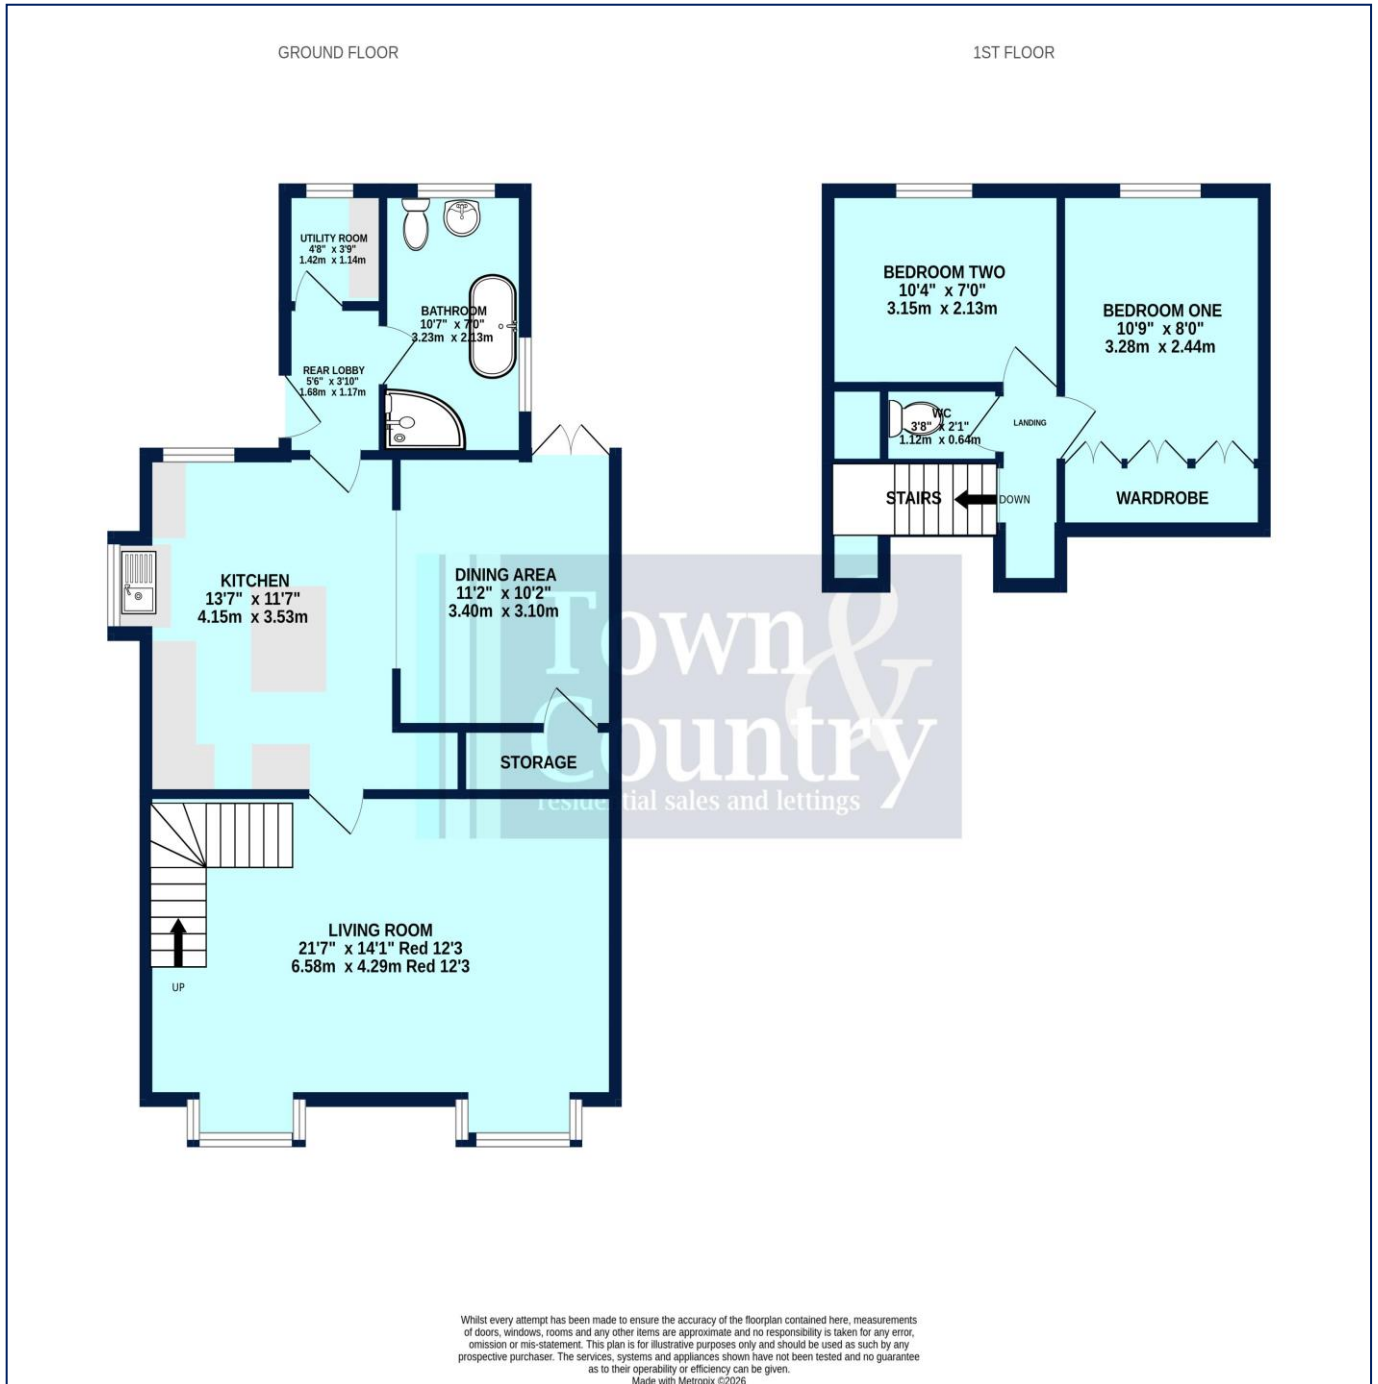 GROUND FLOOR
1ST FLOOR
UTILITY ROOM
4'8" x 3'9"
1.42m x 1.14m
BATHROOM
10'7" x 7'0"
3.23m x 2.13m
REAR LOBBY
5'6" x 3'10"
1.68m x 1.17m
KITCHEN
13'7" x 11'7"
4.15m x 3.53m
DINING AREA
11'2" x 10'2"
3.40m x 3.10m
STORAGE
LIVING ROOM
21'7" x 14'1" Red 12'3
6.58m x 4.29m Red 12'3
UP
BEDROOM TWO
10'4" x 7'0"
3.15m x 2.13m
BEDROOM ONE
10'9" x 8'0"
3.28m x 2.44m
WC
3'8" x 2'1"
1.12m x 0.64m
LANDING
STAIRS
DOWN
WARDROBE
Town &
Country
residential sales and lettings
Whilst every attempt has been made to ensure the accuracy of the floorplan contained here, measurements
of doors, windows, rooms and any other items are approximate and no responsibility is taken for any error,
omission or mis-statement. This plan is for illustrative purposes only and should be used as such by any
prospective purchaser. The services, systems and appliances shown have not been tested and no guarantee
as to their operability or efficiency can be given.
Made with Metropix ©2026